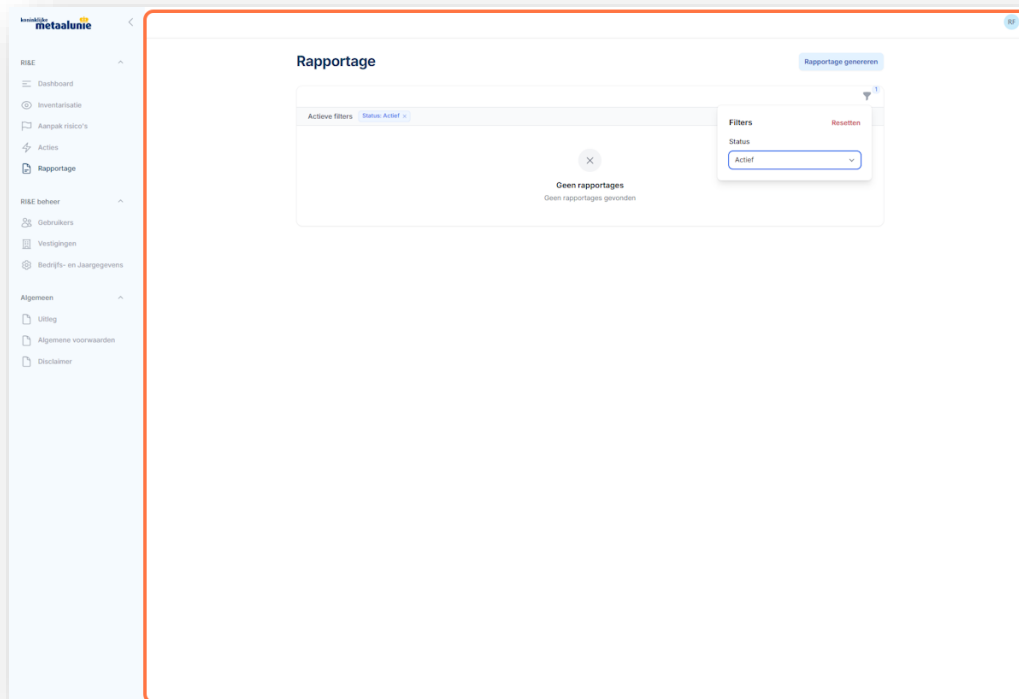 koninklijke
metaalunie
RI&E
Dashboard
Inventarisatie
Aanpak risico's
Acties
Rapportage
RI&E beheer
Gebruikers
Vestigingen
Bedrijfs- en Jaargegevens
Algemeen
Uitleg
Algemene voorwaarden
Disclaimer
RF
Rapportage
Rapportage genereren
1
Actieve filters Status: Actief ×
Filters Resetten
Status
Actief
Geen rapportages
Geen rapportages gevonden